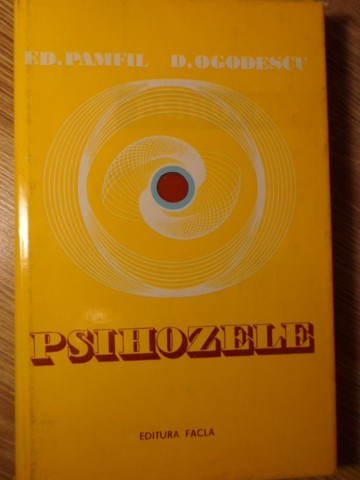 ED. PAMFIL D. OGODESCU
PSIHOZELE
EDITURA FACLA